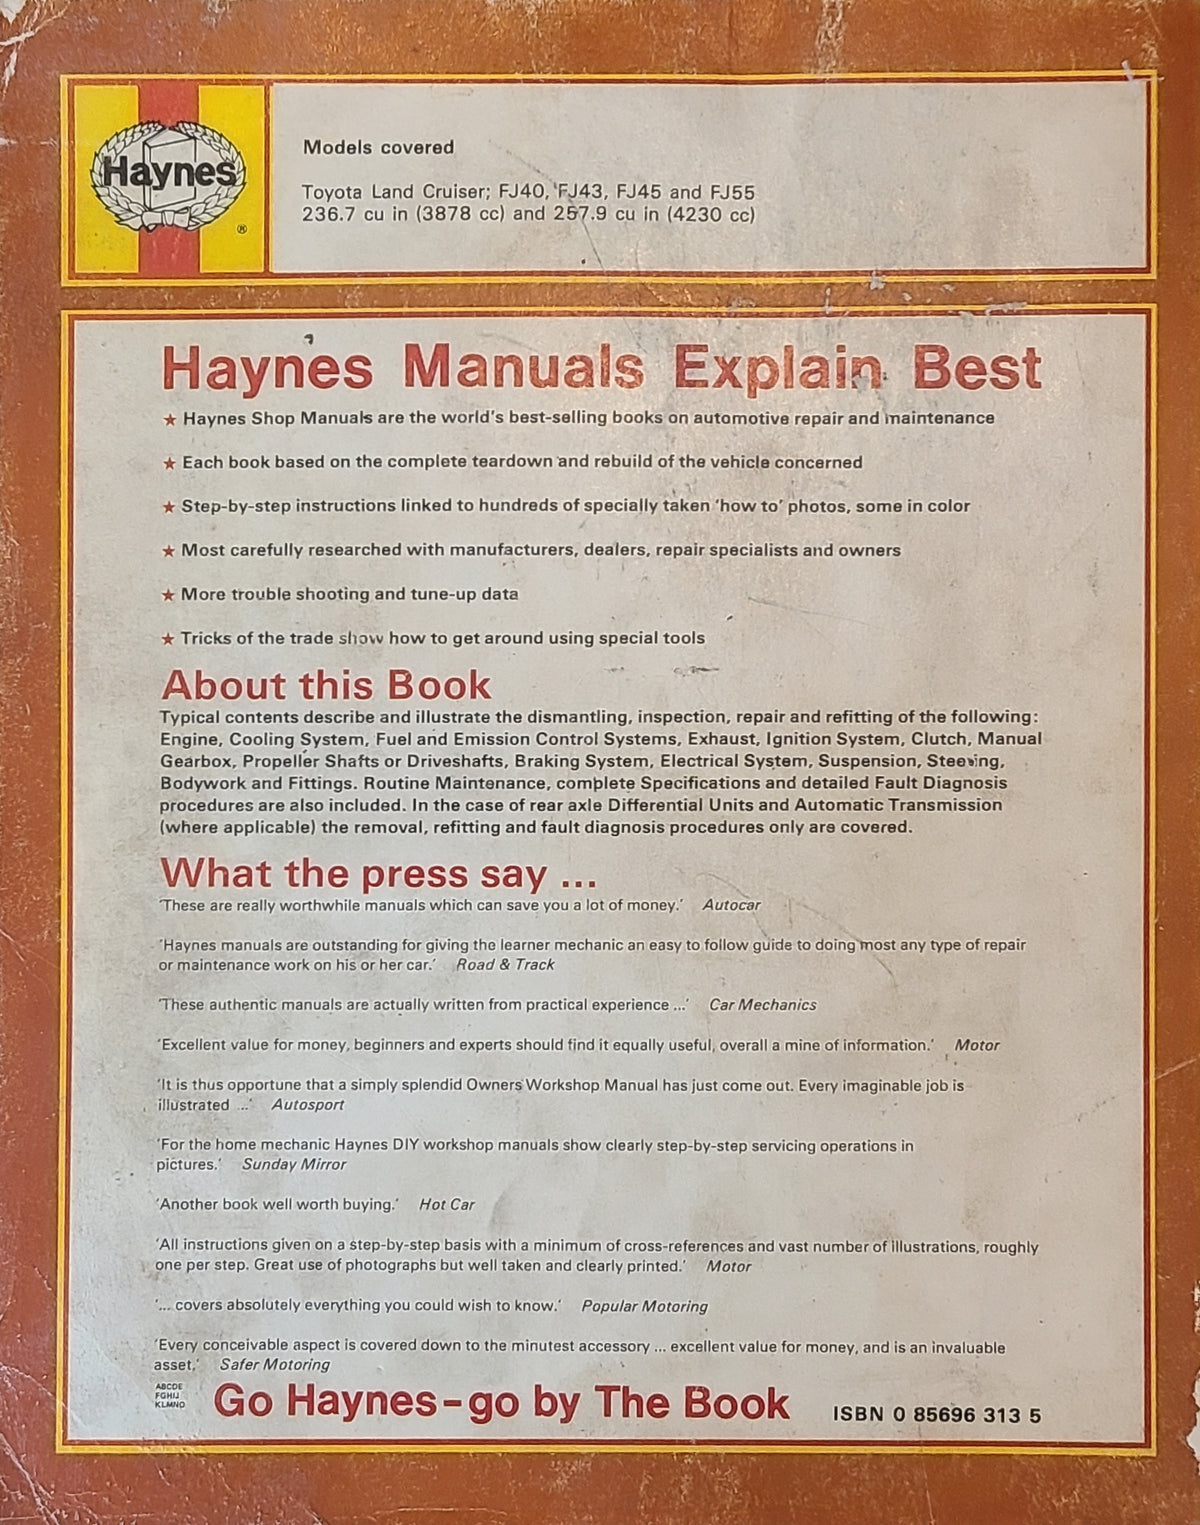 Haynes
®
Models covered
Toyota Land Cruiser; FJ40, FJ43, FJ45 and FJ55
236.7 cu in (3878 cc) and 257.9 cu in (4230 cc)
Haynes Manuals Explain Best
★ Haynes Shop Manuals are the world's best-selling books on automotive repair and maintenance
★ Each book based on the complete teardown and rebuild of the vehicle concerned
★ Step-by-step instructions linked to hundreds of specially taken 'how to' photos, some in color
★ Most carefully researched with manufacturers, dealers, repair specialists and owners
★ More trouble shooting and tune-up data
★ Tricks of the trade show how to get around using special tools
About this Book
Typical contents describe and illustrate the dismantling, inspection, repair and refitting of the following:
Engine, Cooling System, Fuel and Emission Control Systems, Exhaust, Ignition System, Clutch, Manual
Gearbox, Propeller Shafts or Driveshafts, Braking System, Electrical System, Suspension, Steering,
Bodywork and Fittings. Routine Maintenance, complete Specifications and detailed Fault Diagnosis
procedures are also included. In the case of rear axle Differential Units and Automatic Transmission
(where applicable) the removal, refitting and fault diagnosis procedures only are covered.
What the press say ...
'These are really worthwhile manuals which can save you a lot of money.' Autocar
'Haynes manuals are outstanding for giving the learner mechanic an easy to follow guide to doing most any type of repair
or maintenance work on his or her car.' Road & Track
'These authentic manuals are actually written from practical experience ...' Car Mechanics
'Excellent value for money, beginners and experts should find it equally useful, overall a mine of information.' Motor
'It is thus opportune that a simply splendid Owners Workshop Manual has just come out. Every imaginable job is
illustrated ...' Autosport
'For the home mechanic Haynes DIY workshop manuals show clearly step-by-step servicing operations in
pictures.' Sunday Mirror
'Another book well worth buying.' Hot Car
'All instructions given on a step-by-step basis with a minimum of cross-references and vast number of illustrations, roughly
one per step. Great use of photographs but well taken and clearly printed.' Motor
'... covers absolutely everything you could wish to know.' Popular Motoring
'Every conceivable aspect is covered down to the minutest accessory ... excellent value for money, and is an invaluable
asset.' Safer Motoring
ABCDE
FGHIJ
KLMNO
Go Haynes–go by The Book
ISBN 0 85696 313 5